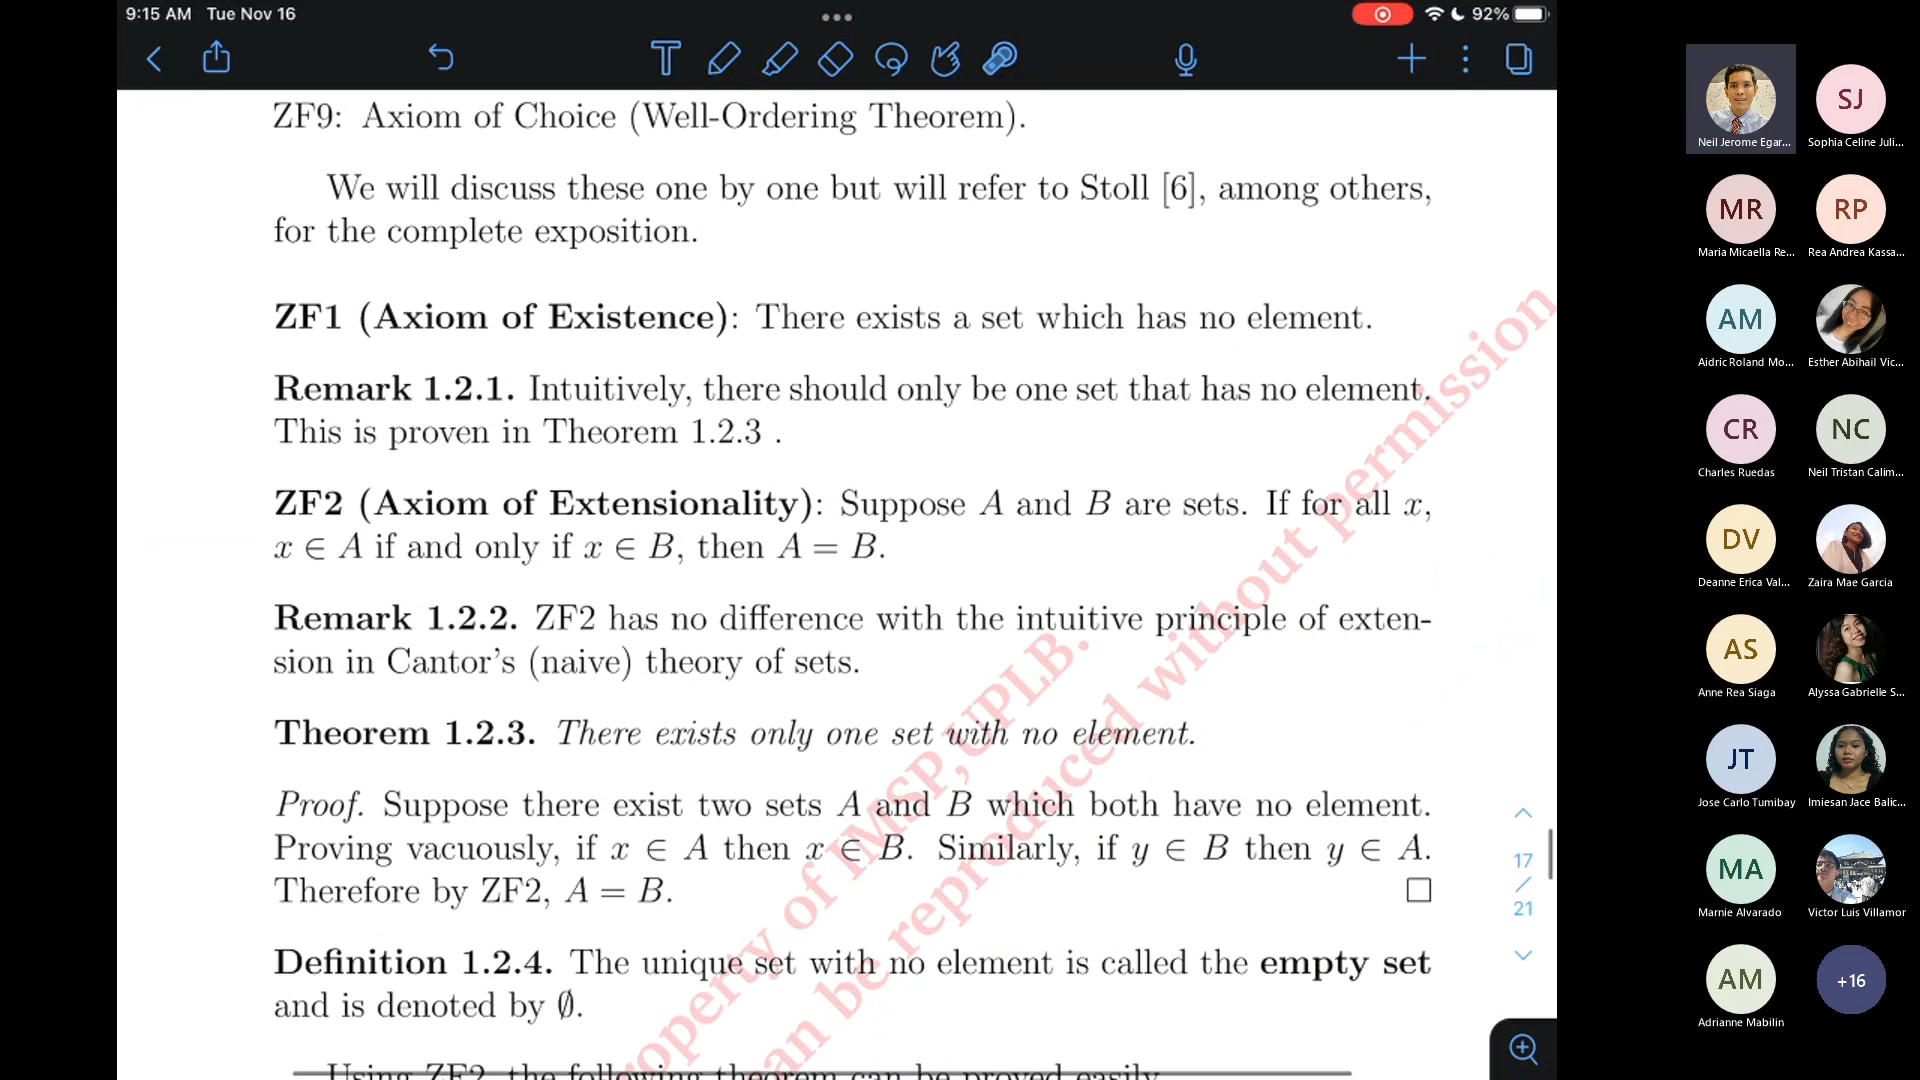 9:15 AM Tue Nov 16
92%
ZF9: Axiom of Choice (Well-Ordering Theorem).
We will discuss these one by one but will refer to Stoll [6], among others,
for the complete exposition.
ZF1 (Axiom of Existence): There exists a set which has no element.
Remark 1.2.1. Intuitively, there should only be one set that has no element.
This is proven in Theorem 1.2.3 .
ZF2 (Axiom of Extensionality): Suppose A and B are sets. If for all x,
x ∈ A if and only if x ∈ B, then A = B.
Remark 1.2.2. ZF2 has no difference with the intuitive principle of exten-
sion in Cantor's (naive) theory of sets.
Theorem 1.2.3. There exists only one set with no element.
Proof. Suppose there exist two sets A and B which both have no element.
Proving vacuously, if x ∈ A then x ∈ B. Similarly, if y ∈ B then y ∈ A.
Therefore by ZF2, A = B. □
Definition 1.2.4. The unique set with no element is called the empty set
and is denoted by ∅.
Using ZF2, the following theorem can be proved easily.
roperty of IMSP,UPLB.
an be reproduced without permission
17
/
21
Neil Jerome Egar...
SJ
Sophia Celine Juli...
MR
Maria Micaella Re...
RP
Rea Andrea Kassa...
AM
Aidric Roland Mo...
Esther Abihail Vic...
CR
Charles Ruedas
NC
Neil Tristan Calim...
DV
Deanne Erica Val...
Zaira Mae Garcia
AS
Anne Rea Siaga
Alyssa Gabrielle S...
JT
Jose Carlo Tumibay
Imiesan Jace Balic...
MA
Marnie Alvarado
Victor Luis Villamor
AM
Adrianne Mabilin
+16